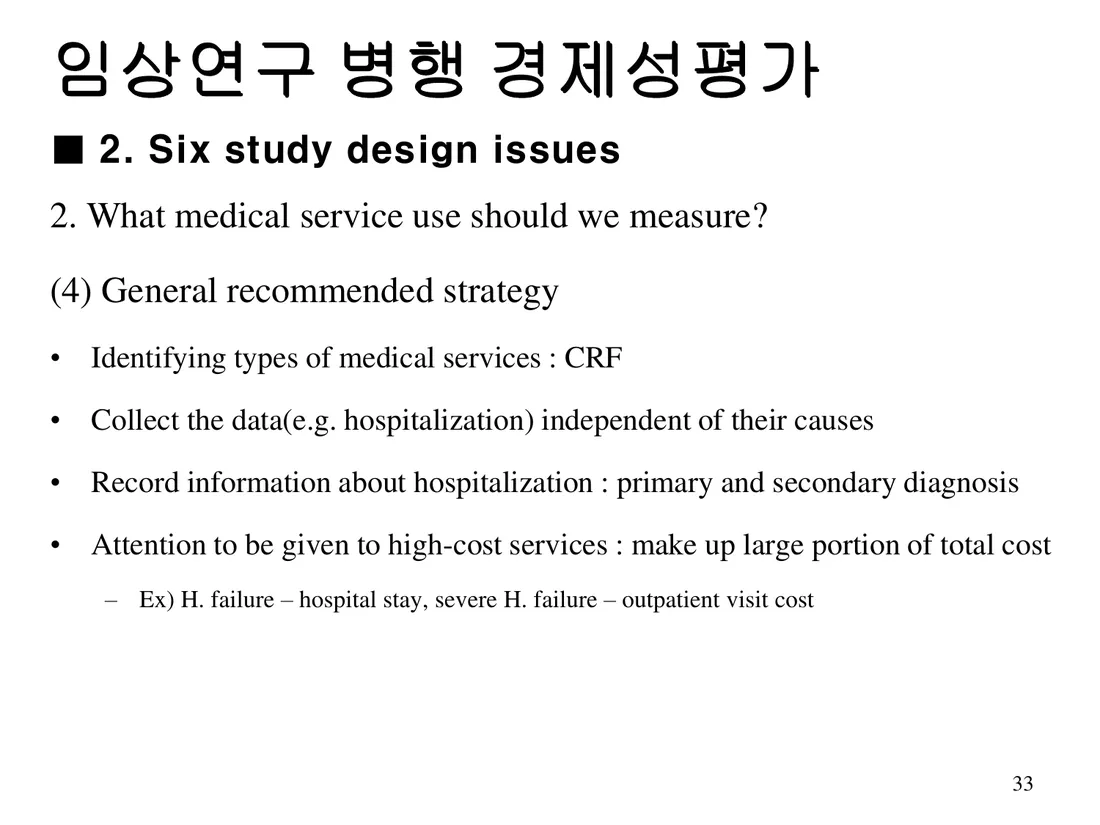 임상연구 병행 경제성평가
■ 2. Six study design issues
2. What medical service use should we measure?
(4) General recommended strategy
• Identifying types of medical services : CRF
• Collect the data(e.g. hospitalization) independent of their causes
• Record information about hospitalization : primary and secondary diagnosis
• Attention to be given to high-cost services : make up large portion of total cost
– Ex) H. failure – hospital stay, severe H. failure – outpatient visit cost
33